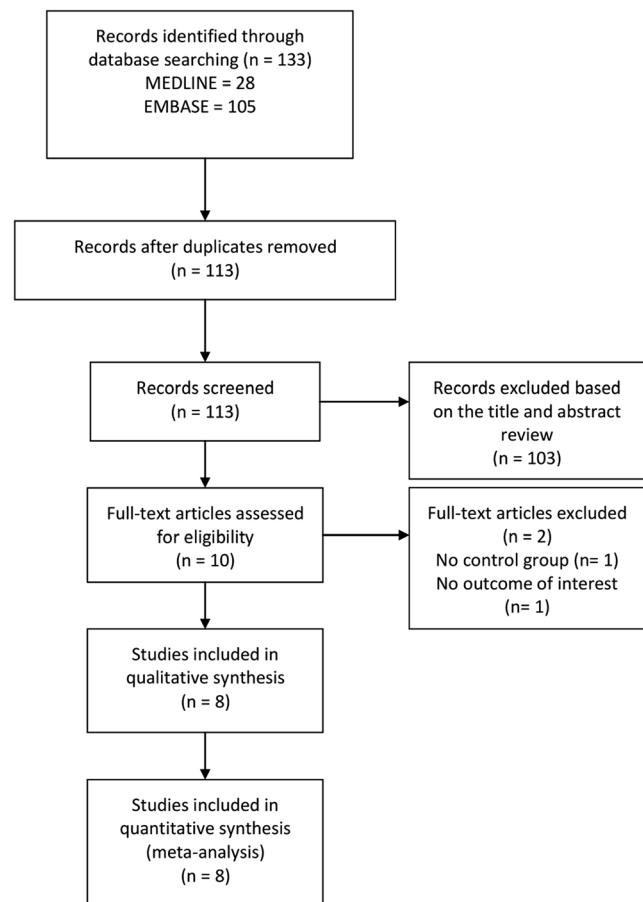 Records identified through
database searching (n = 133)
MEDLINE = 28
EMBASE = 105
Records after duplicates removed
(n = 113)
Records screened
(n = 113)
Records excluded based
on the title and abstract
review
(n = 103)
Full-text articles assessed
for eligibility
(n = 10)
Full-text articles excluded
(n = 2)
No control group (n= 1)
No outcome of interest
(n= 1)
Studies included in
qualitative synthesis
(n = 8)
Studies included in
quantitative synthesis
(meta-analysis)
(n = 8)